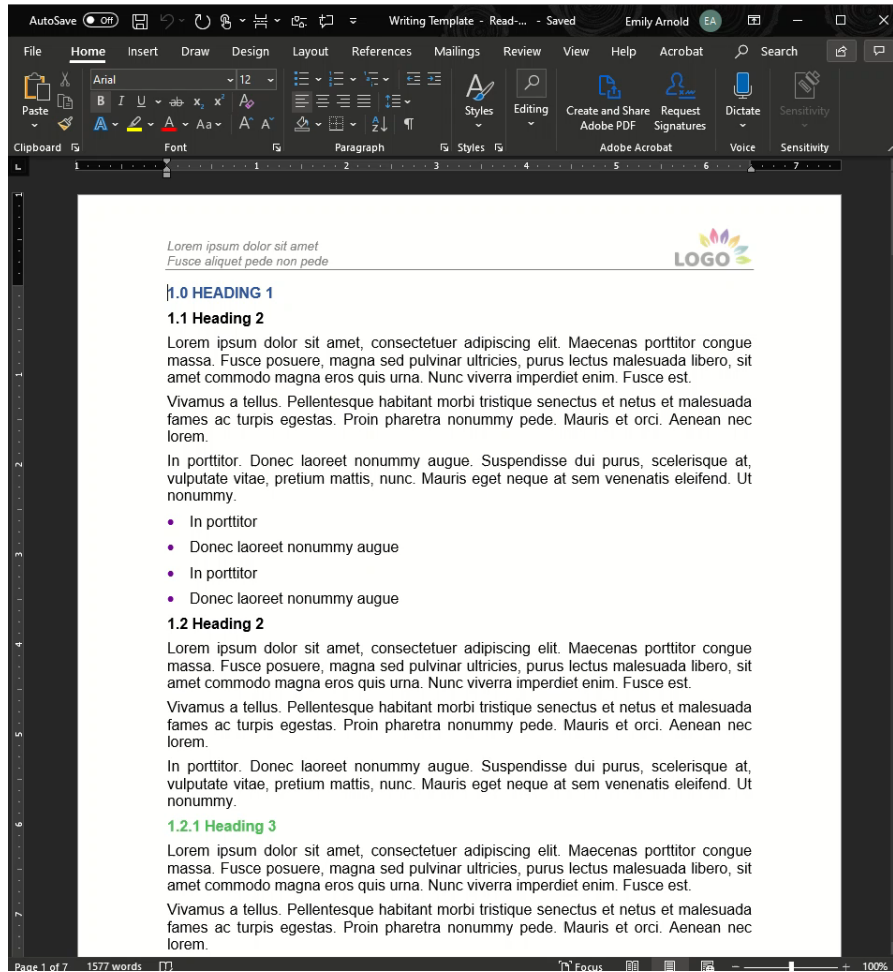 AutoSave Off Writing Template - Read-... - Saved Emily Arnold EA
File Home Insert Draw Design Layout References Mailings Review View Help Acrobat Search
Arial 12
B I U ab x₂ x² A
A A Aa A A
Paste Styles Editing Create and Share Adobe PDF Request Signatures Dictate Sensitivity
Clipboard Font Paragraph Styles Adobe Acrobat Voice Sensitivity
1 1 2 3 4 5 6 7
Lorem ipsum dolor sit amet
Fusce aliquet pede non pede
LOGO
1.0 HEADING 1
1.1 Heading 2
Lorem ipsum dolor sit amet, consectetuer adipiscing elit. Maecenas porttitor congue
massa. Fusce posuere, magna sed pulvinar ultricies, purus lectus malesuada libero, sit
amet commodo magna eros quis urna. Nunc viverra imperdiet enim. Fusce est.
Vivamus a tellus. Pellentesque habitant morbi tristique senectus et netus et malesuada
fames ac turpis egestas. Proin pharetra nonummy pede. Mauris et orci. Aenean nec
lorem.
In porttitor. Donec laoreet nonummy augue. Suspendisse dui purus, scelerisque at,
vulputate vitae, pretium mattis, nunc. Mauris eget neque at sem venenatis eleifend. Ut
nonummy.
• In porttitor
• Donec laoreet nonummy augue
• In porttitor
• Donec laoreet nonummy augue
1.2 Heading 2
Lorem ipsum dolor sit amet, consectetuer adipiscing elit. Maecenas porttitor congue
massa. Fusce posuere, magna sed pulvinar ultricies, purus lectus malesuada libero, sit
amet commodo magna eros quis urna. Nunc viverra imperdiet enim. Fusce est.
Vivamus a tellus. Pellentesque habitant morbi tristique senectus et netus et malesuada
fames ac turpis egestas. Proin pharetra nonummy pede. Mauris et orci. Aenean nec
lorem.
In porttitor. Donec laoreet nonummy augue. Suspendisse dui purus, scelerisque at,
vulputate vitae, pretium mattis, nunc. Mauris eget neque at sem venenatis eleifend. Ut
nonummy.
1.2.1 Heading 3
Lorem ipsum dolor sit amet, consectetuer adipiscing elit. Maecenas porttitor congue
massa. Fusce posuere, magna sed pulvinar ultricies, purus lectus malesuada libero, sit
amet commodo magna eros quis urna. Nunc viverra imperdiet enim. Fusce est.
Vivamus a tellus. Pellentesque habitant morbi tristique senectus et netus et malesuada
fames ac turpis egestas. Proin pharetra nonummy pede. Mauris et orci. Aenean nec
lorem.
Page 1 of 7 1577 words Focus 100%